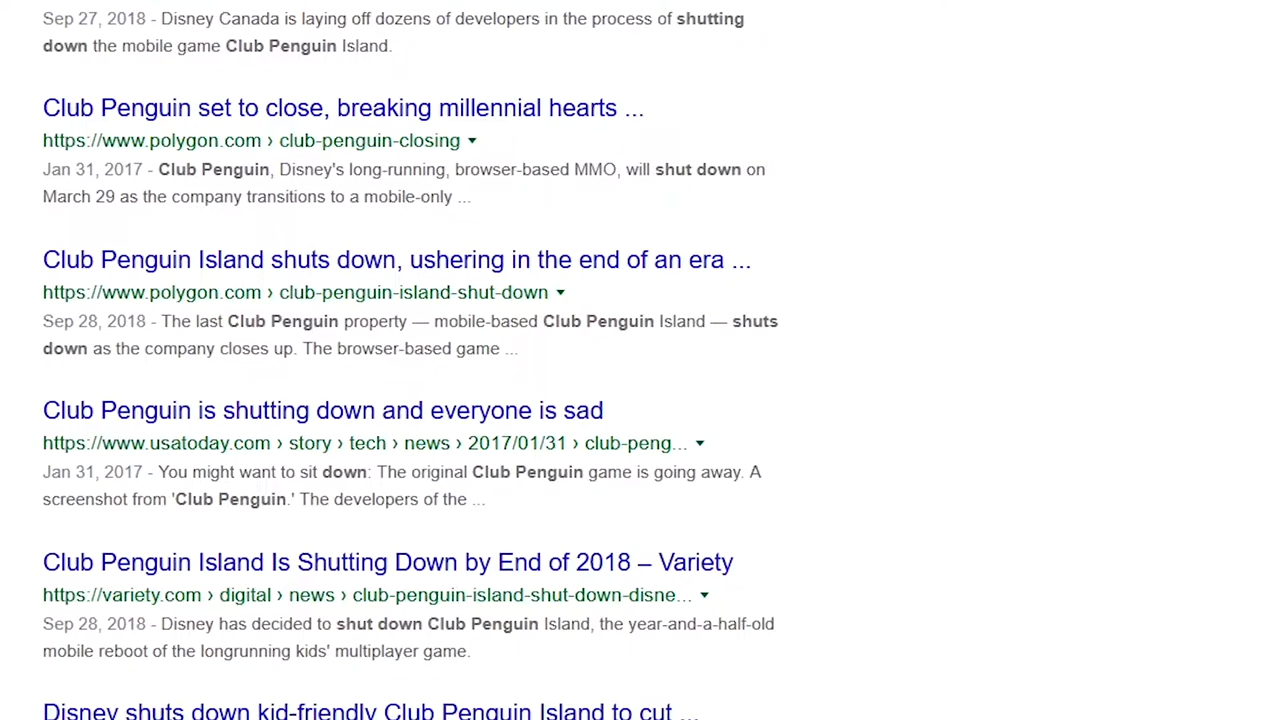 Sep 27, 2018 - Disney Canada is laying off dozens of developers in the process of shutting
down the mobile game Club Penguin Island.
Club Penguin set to close, breaking millennial hearts ...
https://www.polygon.com › club-penguin-closing
Jan 31, 2017 - Club Penguin, Disney's long-running, browser-based MMO, will shut down on
March 29 as the company transitions to a mobile-only ...
Club Penguin Island shuts down, ushering in the end of an era ...
https://www.polygon.com › club-penguin-island-shut-down
Sep 28, 2018 - The last Club Penguin property — mobile-based Club Penguin Island — shuts
down as the company closes up. The browser-based game ...
Club Penguin is shutting down and everyone is sad
https://www.usatoday.com › story › tech › news › 2017/01/31 › club-peng...
Jan 31, 2017 - You might want to sit down: The original Club Penguin game is going away. A
screenshot from 'Club Penguin.' The developers of the ...
Club Penguin Island Is Shutting Down by End of 2018 – Variety
https://variety.com › digital › news › club-penguin-island-shut-down-disne...
Sep 28, 2018 - Disney has decided to shut down Club Penguin Island, the year-and-a-half-old
mobile reboot of the longrunning kids' multiplayer game.
Disney shuts down kid-friendly Club Penguin Island to cut ...